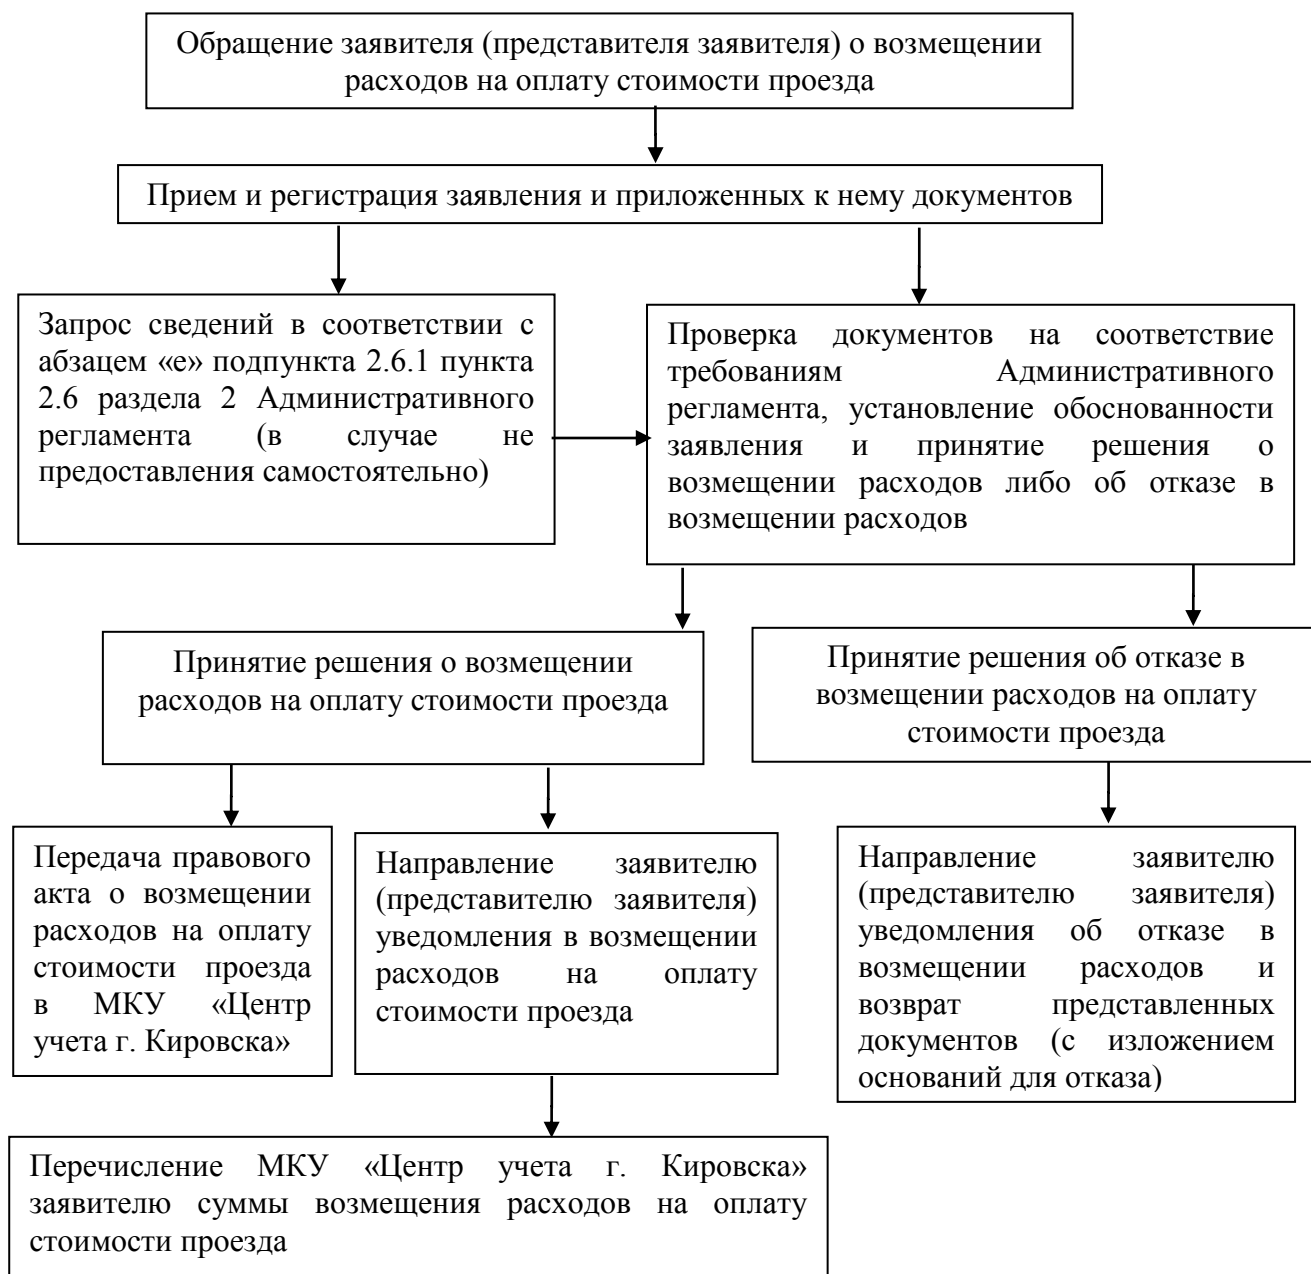 Обращение заявителя (представителя заявителя) о возмещении
расходов на оплату стоимости проезда
Прием и регистрация заявления и приложенных к нему документов
Запрос сведений в соответствии с
абзацем «е» подпункта 2.6.1 пункта
2.6 раздела 2 Административного
регламента (в случае не
предоставления самостоятельно)
Проверка документов на соответствие
требованиям Административного
регламента, установление обоснованности
заявления и принятие решения о
возмещении расходов либо об отказе в
возмещении расходов
Принятие решения о возмещении
расходов на оплату стоимости проезда
Принятие решения об отказе в
возмещении расходов на оплату
стоимости проезда
Передача правового
акта о возмещении
расходов на оплату
стоимости проезда
в МКУ «Центр
учета г. Кировска»
Направление заявителю
(представителю заявителя)
уведомления в возмещении
расходов на оплату
стоимости проезда
Направление заявителю
(представителю заявителя)
уведомления об отказе в
возмещении расходов и
возврат представленных
документов (с изложением
оснований для отказа)
Перечисление МКУ «Центр учета г. Кировска»
заявителю суммы возмещения расходов на оплату
стоимости проезда